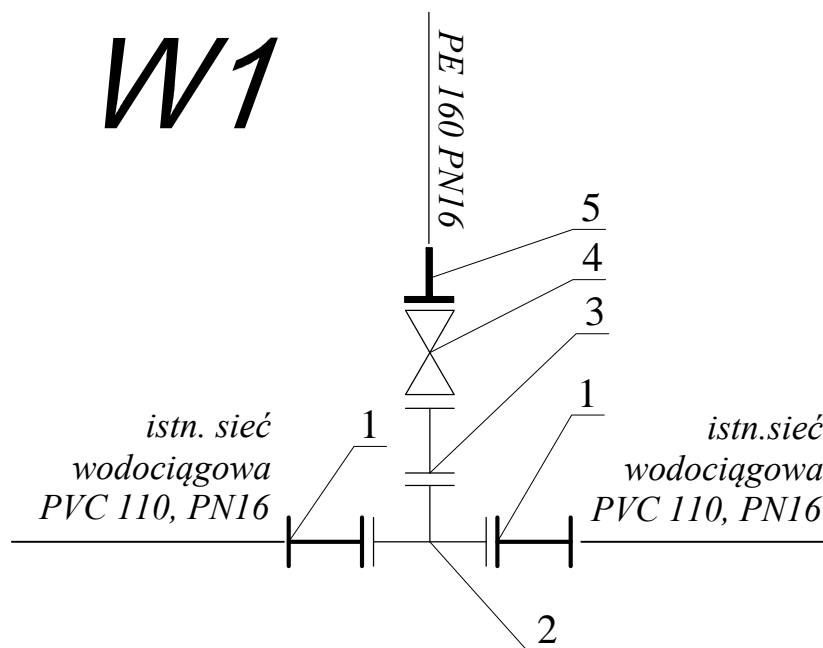 W1
PE 160 PN16
5
4
3
1
1
istn. sieć
wodociągowa
PVC 110, PN16
istn.sieć
wodociągowa
PVC 110, PN16
2